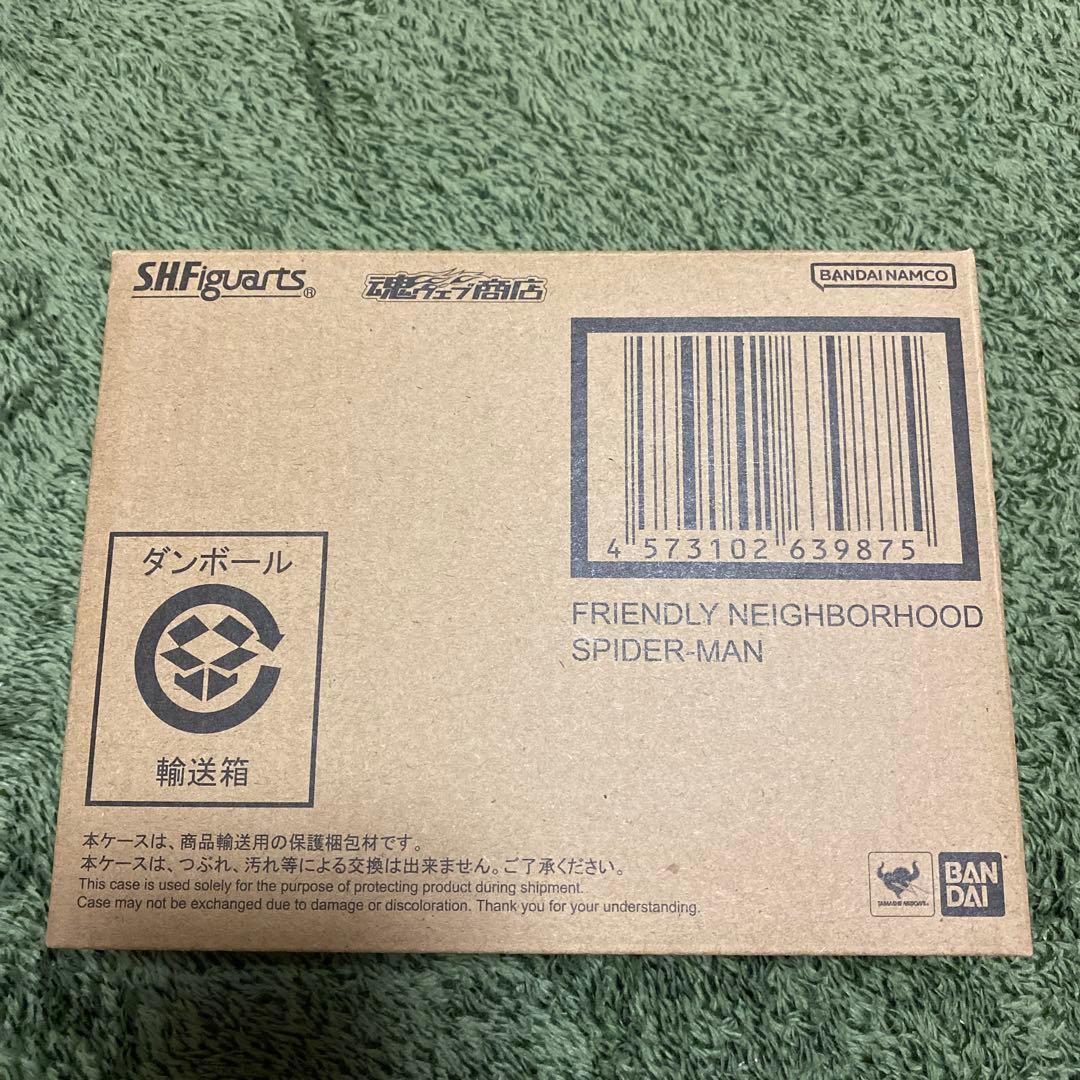 S.H.Figuarts®
魂ウェブ商店
BANDAI NAMCO
4 573102 639875
FRIENDLY NEIGHBORHOOD
SPIDER-MAN
ダンボール
輸送箱
本ケースは、商品輸送用の保護梱包材です。
本ケースは、つぶれ、汚れ等による交換は出来ません。ご了承ください。
This case is used solely for the purpose of protecting product during shipment.
Case may not be exchanged due to damage or discoloration. Thank you for your understanding.
TAMASHII NATIONS
BAN
DAI